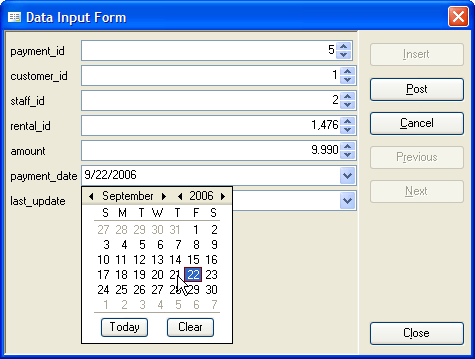 Data Input Form
payment_id 5
Insert
customer_id 1
Post
staff_id 2
rental_id 1,476
Cancel
amount 9.990
Previous
payment_date 9/22/2006
Next
last_update
September 2006
S M T W T F S
27 28 29 30 31 1 2
3 4 5 6 7 8 9
10 11 12 13 14 15 16
17 18 19 20 21 22 23
24 25 26 27 28 29 30
1 2 3 4 5 6 7
Today Clear
Close